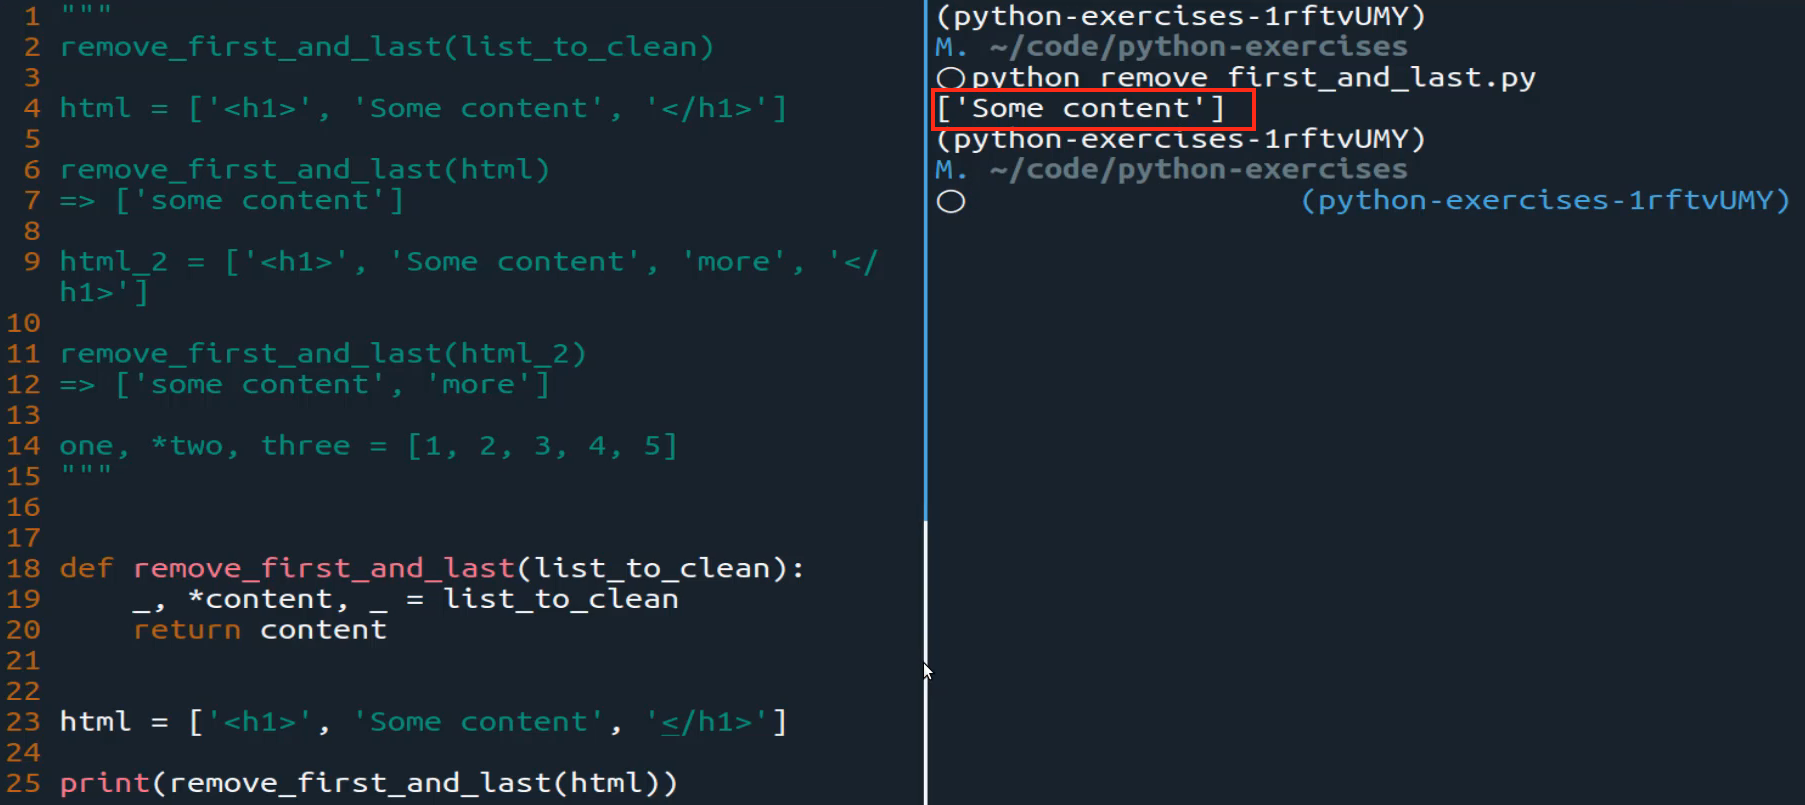 1 """
2 remove_first_and_last(list_to_clean)
3
4 html = ['<h1>', 'Some content', '</h1>']
5
6 remove_first_and_last(html)
7 => ['some content']
8
9 html_2 = ['<h1>', 'Some content', 'more', '</
h1>']
10
11 remove_first_and_last(html_2)
12 => ['some content', 'more']
13
14 one, *two, three = [1, 2, 3, 4, 5]
15 """
16
17
18 def remove_first_and_last(list_to_clean):
19     _, *content, _ = list_to_clean
20     return content
21
22
23 html = ['<h1>', 'Some content', '</h1>']
24
25 print(remove_first_and_last(html))
(python-exercises-1rftvUMY)
M. ~/code/python-exercises
○python remove_first_and_last.py
['Some content']
(python-exercises-1rftvUMY)
M. ~/code/python-exercises
○ (python-exercises-1rftvUMY)